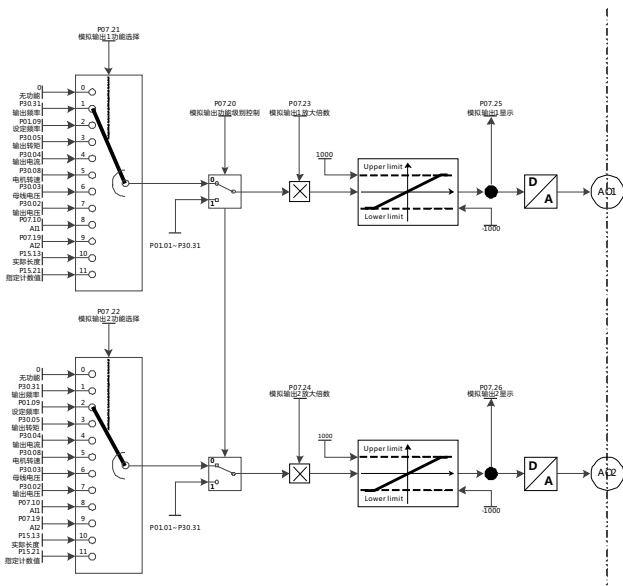 P07.21
模拟输出1功能选择
0
无功能
0
P30.31
输出频率
1
P01.09
设定频率
2
P30.05
输出转矩
3
P30.04
输出电流
4
P30.08
电机转速
5
P30.03
母线电压
6
P30.02
输出电压
7
P07.10
AI1
8
P07.19
AI2
9
P15.13
实际长度
10
P15.21
指定计数值
11
P07.20
模拟输出功能级别控制
0
1
P01.01~P30.31
P07.23
模拟输出1放大倍数
1000
Upper limit
Lower limit
-1000
P07.25
模拟输出1显示
D
A
AO1
P07.22
模拟输出2功能选择
0
无功能
0
P30.31
输出频率
1
P01.09
设定频率
2
P30.05
输出转矩
3
P30.04
输出电流
4
P30.08
电机转速
5
P30.03
母线电压
6
P30.02
输出电压
7
P07.10
AI1
8
P07.19
AI2
9
P15.13
实际长度
10
P15.21
指定计数值
11
0
1
P01.01~P30.31
P07.24
模拟输出2放大倍数
1000
Upper limit
Lower limit
-1000
P07.26
模拟输出2显示
D
A
AO2